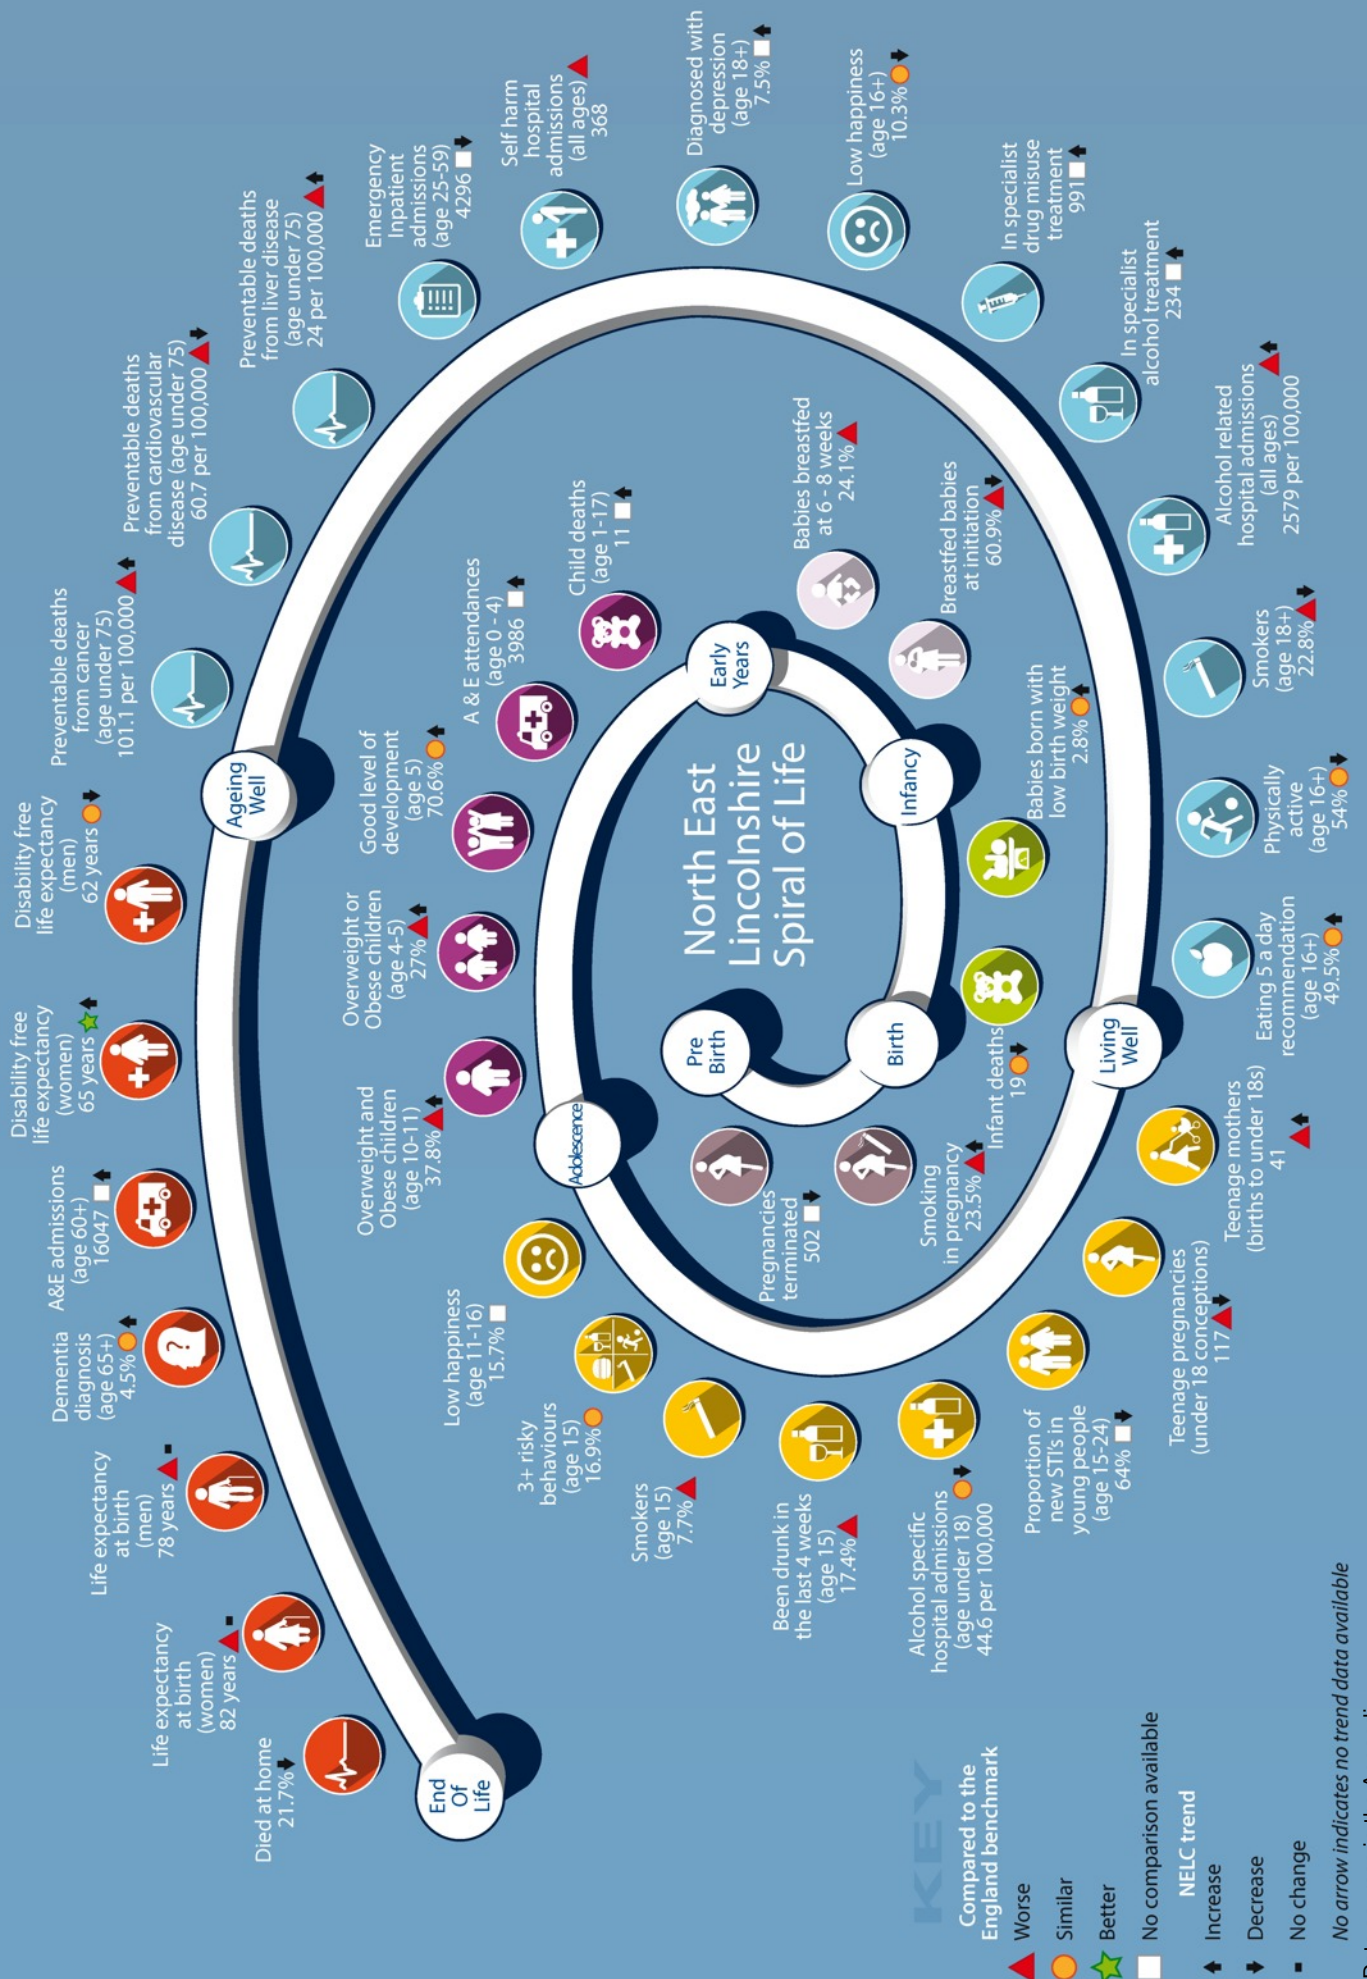 North East
Lincolnshire
Spiral of Life
Pre
Birth
Pregnancies
terminated
502
Smoking
in pregnancy
23.5%
Birth
Infant deaths
19
Babies born with
low birth weight
2.8%
Infancy
Breastfed babies
at initiation
60.9%
Babies breastfed
at 6 - 8 weeks
24.1%
Early
Years
Child deaths
(age 1-17)
11
A & E attendances
(age 0 - 4)
3986
Good level of
development
(age 5)
70.6%
Overweight or
Obese children
(age 4-5)
27%
Overweight and
Obese children
(age 10-11)
37.8%
Adolescence
Low happiness
(age 11-16)
15.7%
3+ risky
behaviours
(age 15)
16.9%
Smokers
(age 15)
7.7%
Been drunk in
the last 4 weeks
(age 15)
17.4%
Alcohol specific
hospital admissions
(age under 18)
44.6 per 100,000
Proportion of
new STI's in
young people
(age 15-24)
64%
Teenage pregnancies
(under 18 conceptions)
117
Teenage mothers
(births to under 18s)
41
Living
Well
Eating 5 a day
recommendation
(age 16+)
49.5%
Physically
active
(age 16+)
54%
Smokers
(age 18+)
22.8%
Alcohol related
hospital admissions
(all ages)
2579 per 100,000
In specialist
alcohol treatment
234
In specialist
drug misuse
treatment
991
Low happiness
(age 16+)
10.3%
Diagnosed with
depression
(age 18+)
7.5%
Self harm
hospital
admissions
(all ages)
368
Emergency
Inpatient
admissions
(age 25-59)
4296
Preventable deaths
from liver disease
(age under 75)
24 per 100,000
Preventable deaths
from cardiovascular
disease (age under 75)
60.7 per 100,000
Preventable deaths
from cancer
(age under 75)
101.1 per 100,000
Ageing
Well
Disability free
life expectancy
(men)
62 years
Disability free
life expectancy
(women)
65 years
A&E admissions
(age 60+)
16047
Dementia
diagnosis
(age 65+)
4.5%
?
Life expectancy
at birth
(men)
78 years
Life expectancy
at birth
(women)
82 years
Died at home
21.7%
End
Of
Life
KEY
Compared to the
England benchmark
Worse
Similar
Better
No comparison available
NELC trend
Increase
Decrease
No change
No arrow indicates no trend data available